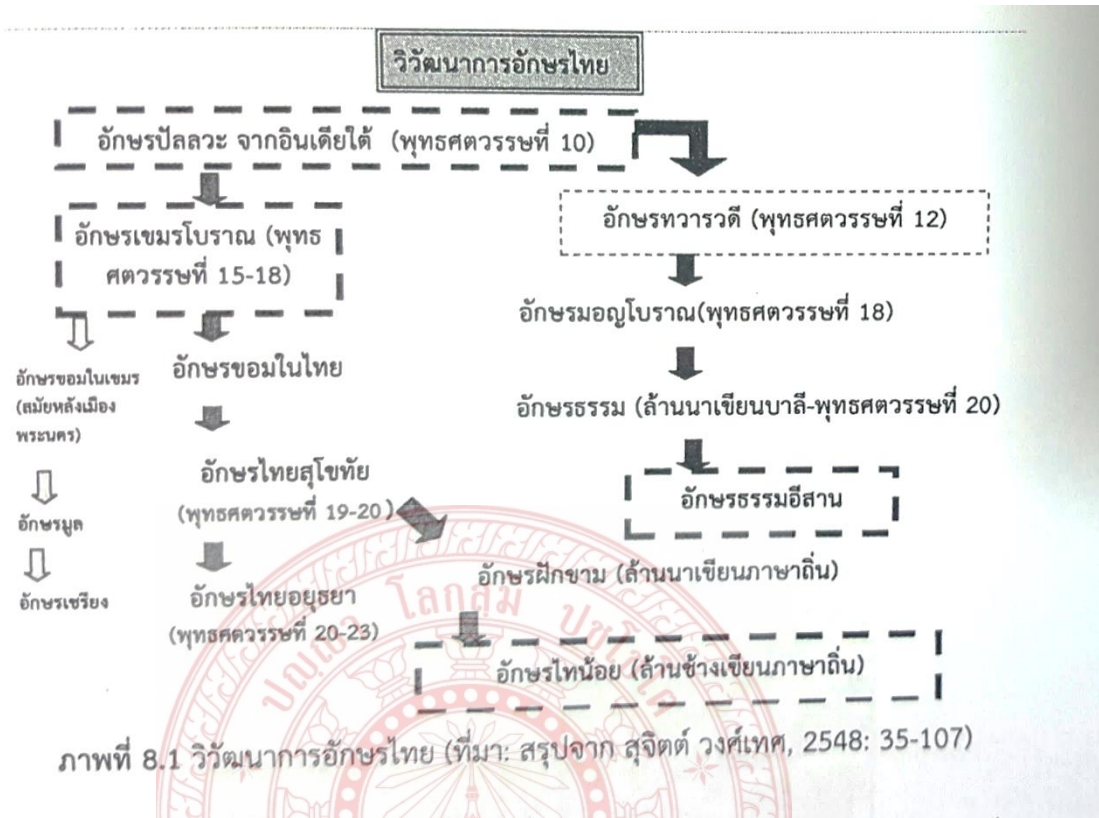 วิวัฒนาการอักษรไทย
อักษรปัลลวะ จากอินเดียใต้ (พุทธศตวรรษที่ 10)
อักษรเขมรโบราณ (พุทธ
ศตวรรษที่ 15-18)
อักษรขอมในเขมร
(สมัยหลังเมือง
พระนคร)
อักษรมูล
อักษรเชรียง
อักษรขอมในไทย
อักษรไทยสุโขทัย
(พุทธศตวรรษที่ 19-20)
อักษรไทยอยุธยา
(พุทธศตวรรษที่ 20-23)
อักษรทวารวดี (พุทธศตวรรษที่ 12)
อักษรมอญโบราณ(พุทธศตวรรษที่ 18)
อักษรธรรม (ล้านนาเขียนบาลี-พุทธศตวรรษที่ 20)
อักษรธรรมอีสาน
อักษรฝักขาม (ล้านนาเขียนภาษาถิ่น)
อักษรไทน้อย (ล้านช้างเขียนภาษาถิ่น)
ภาพที่ 8.1 วิวัฒนาการอักษรไทย (ที่มา: สรุปจาก สุจิตต์ วงศ์เทศ, 2548: 35-107)
ปญฺญา โลกสฺมิ ปชฺโชโต